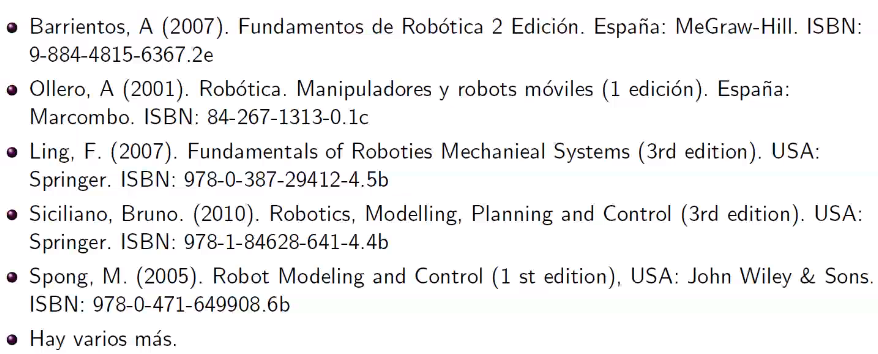 Barrientos, A (2007). Fundamentos de Robótica 2 Edición. España: MeGraw-Hill. ISBN:
9-884-4815-6367.2e
Ollero, A (2001). Robótica. Manipuladores y robots móviles (1 edición). España:
Marcombo. ISBN: 84-267-1313-0.1c
Ling, F. (2007). Fundamentals of Roboties Mechanieal Systems (3rd edition). USA:
Springer. ISBN: 978-0-387-29412-4.5b
Siciliano, Bruno. (2010). Robotics, Modelling, Planning and Control (3rd edition). USA:
Springer. ISBN: 978-1-84628-641-4.4b
Spong, M. (2005). Robot Modeling and Control (1 st edition), USA: John Wiley & Sons.
ISBN: 978-0-471-649908.6b
Hay varios más.